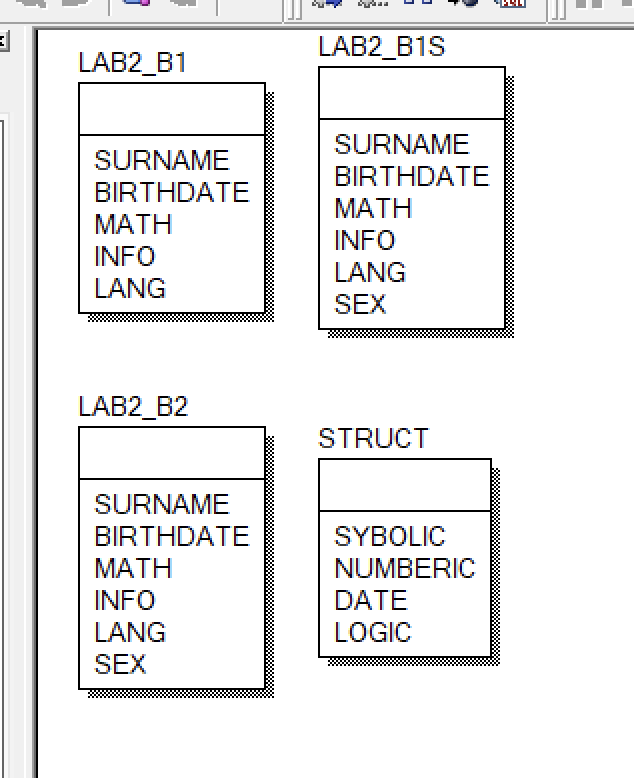 LAB2_B1
SURNAME
BIRTHDATE
MATH
INFO
LANG
LAB2_B1S
SURNAME
BIRTHDATE
MATH
INFO
LANG
SEX
LAB2_B2
SURNAME
BIRTHDATE
MATH
INFO
LANG
SEX
STRUCT
SYBOLIC
NUMBERIC
DATE
LOGIC